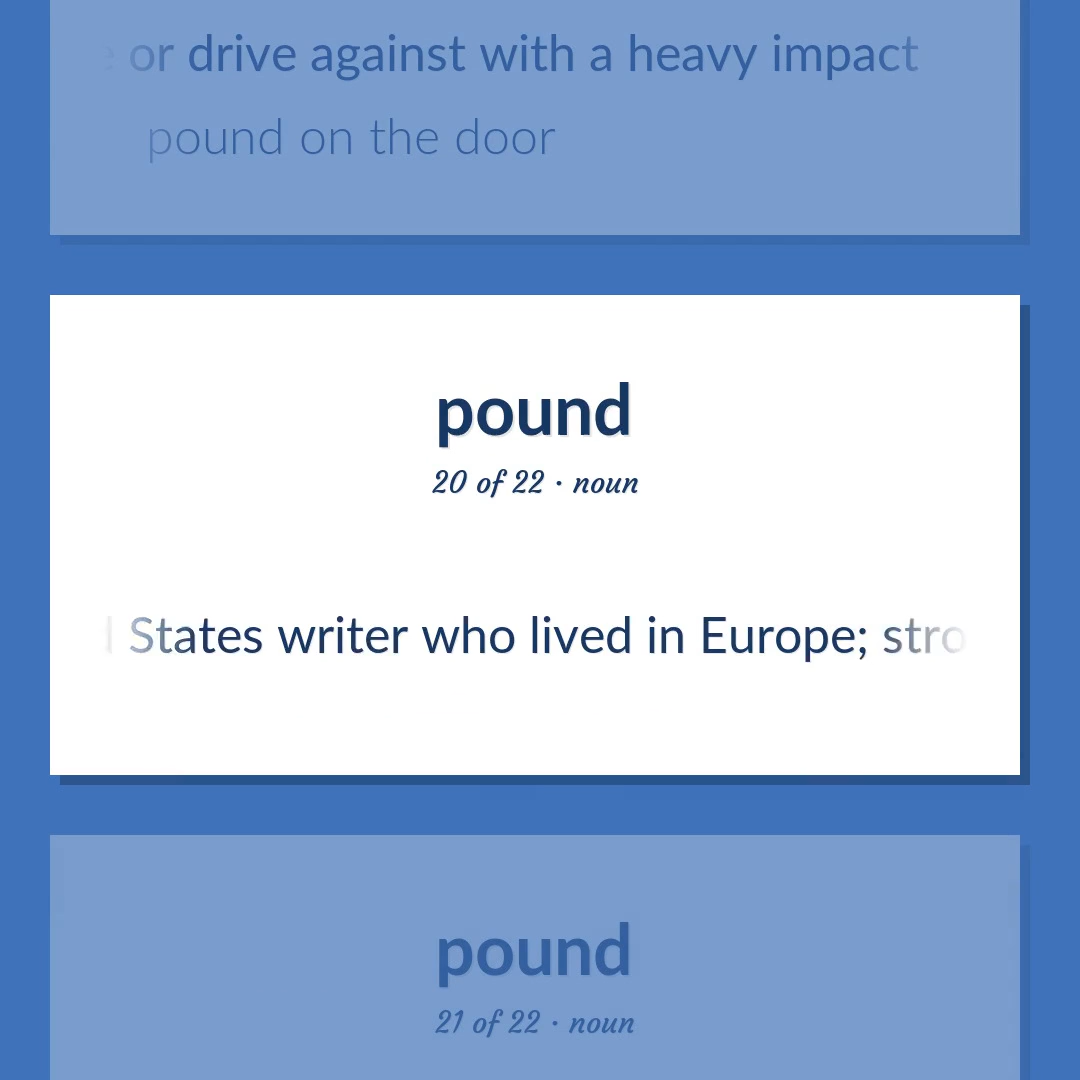 or drive against with a heavy impact
pound on the door
pound
20 of 22 · noun
States writer who lived in Europe;
pound
21 of 22 · noun